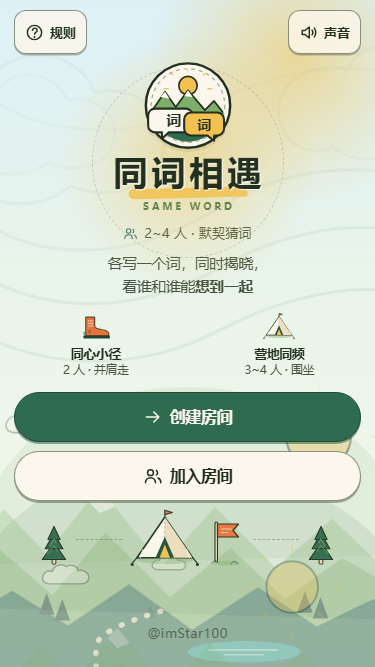 规则
声音
词
词
同词相遇
SAME WORD
2~4 人 · 默契猜词
各写一个词，同时揭晓，
看谁和谁能想到一起
同心小径
2 人 · 并肩走
营地同频
3~4 人 · 围坐
→ 创建房间
加入房间
@imStar100